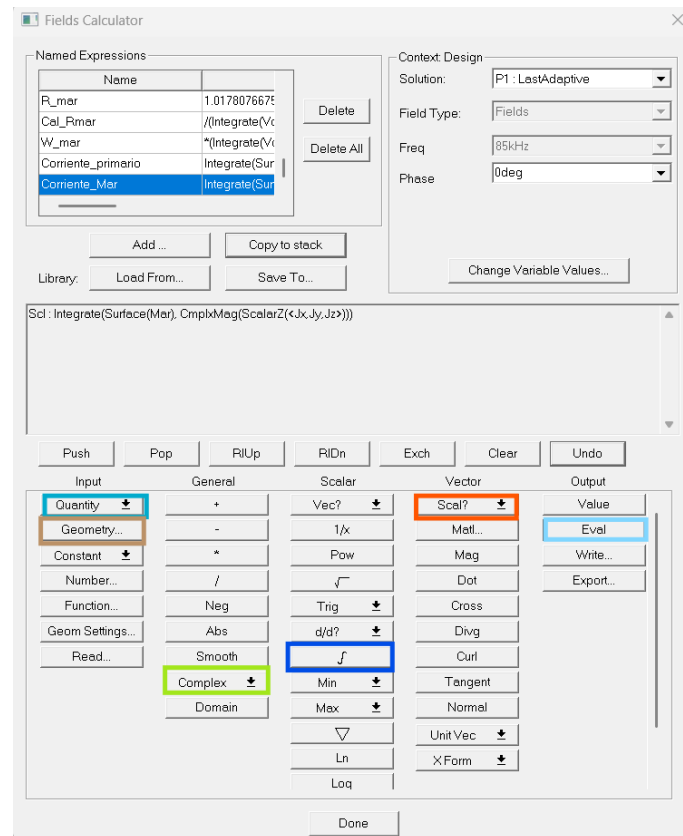 Fields Calculator
Named Expressions
Name
R_mar 1.0178076675
Cal_Rmar /(Integrate(Vo
W_mar *(Integrate(Vo
Corriente_primario Integrate(Sur
Corriente_Mar Integrate(Sur
Delete
Delete All
Add ... Copy to stack
Library: Load From... Save To...
Context: Design
Solution: P1 : LastAdaptive
Field Type: Fields
Freq 85kHz
Phase 0deg
Change Variable Values...
Scl : Integrate(Surface(Mar), CmplxMag(ScalarZ(<Jx,Jy,Jz>)))
Push Pop RlUp RlDn Exch Clear Undo
Input General Scalar Vector Output
Quantity + Vec? Scal? Value
Geometry... - 1/x Matl... Eval
Constant * Pow Mag Write...
Number... / √ Dot Export...
Function... Neg Trig Cross
Geom Settings... Abs d/d? Divg
Read... Smooth ∫ Curl
Complex Min Tangent
Domain Max Normal
▽ Unit Vec
Ln X Form
Log
Done